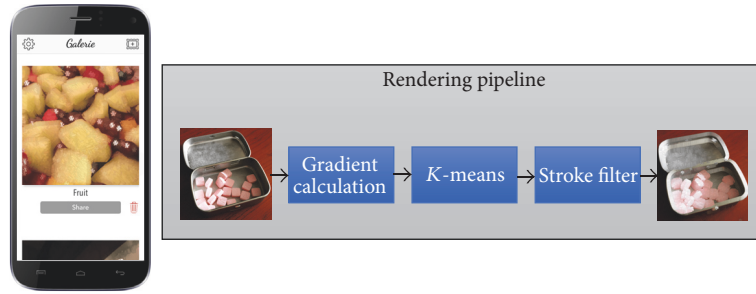 Galerie
Fruit
Share
Rendering pipeline
Gradient
calculation
K-means
Stroke filter